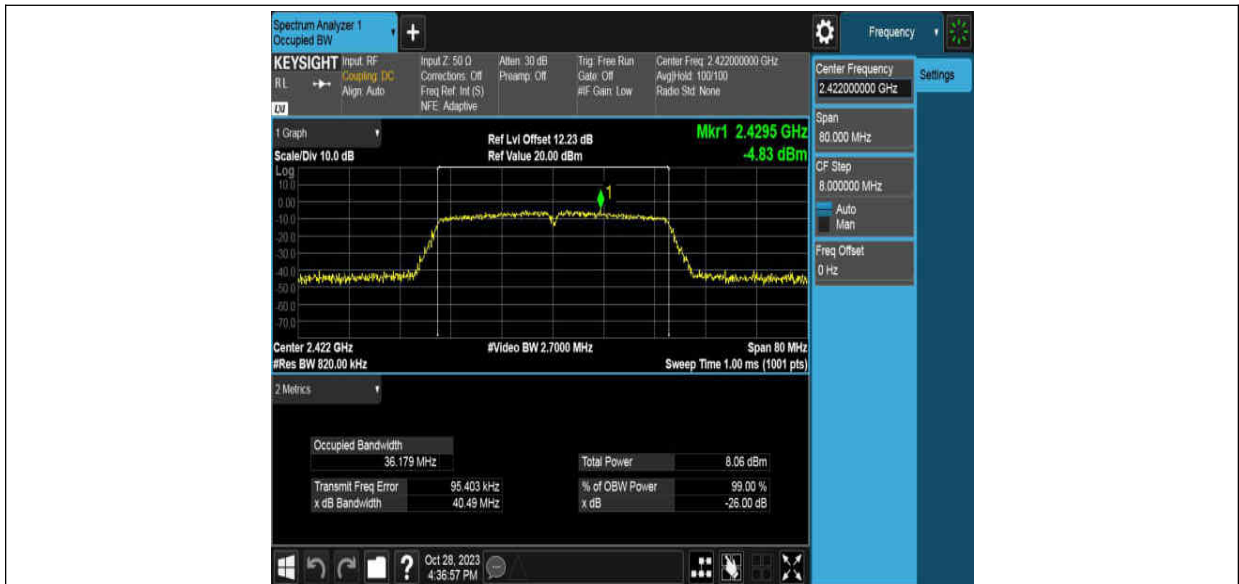 Spectrum Analyzer 1
Occupied BW
+
Frequency
KEYSIGHT
R L
LXI
Input: RF
Coupling: DC
Align: Auto
Input Z: 50 Ω
Corrections: Off
Freq Ref: Int (S)
NFE: Adaptive
Atten: 30 dB
Preamp: Off
Trig: Free Run
Gate: Off
#IF Gain: Low
Center Freq: 2.422000000 GHz
Avg|Hold: 100/100
Radio Std: None
1 Graph
Scale/Div 10.0 dB
Ref Lvl Offset 12.23 dB
Ref Value 20.00 dBm
Mkr1 2.4295 GHz
-4.83 dBm
Log
10.0
0.00
-10.0
-20.0
-30.0
-40.0
-50.0
-60.0
-70.0
1
Center 2.422 GHz
#Res BW 820.00 kHz
#Video BW 2.7000 MHz
Span 80 MHz
Sweep Time 1.00 ms (1001 pts)
2 Metrics
Occupied Bandwidth
36.179 MHz
Total Power 8.06 dBm
Transmit Freq Error 95.403 kHz
% of OBW Power 99.00 %
x dB Bandwidth 40.49 MHz
x dB -26.00 dB
Center Frequency
2.422000000 GHz
Settings
Span
80.000 MHz
CF Step
8.000000 MHz
Auto
Man
Freq Offset
0 Hz
?
Oct 28, 2023
4:36:57 PM